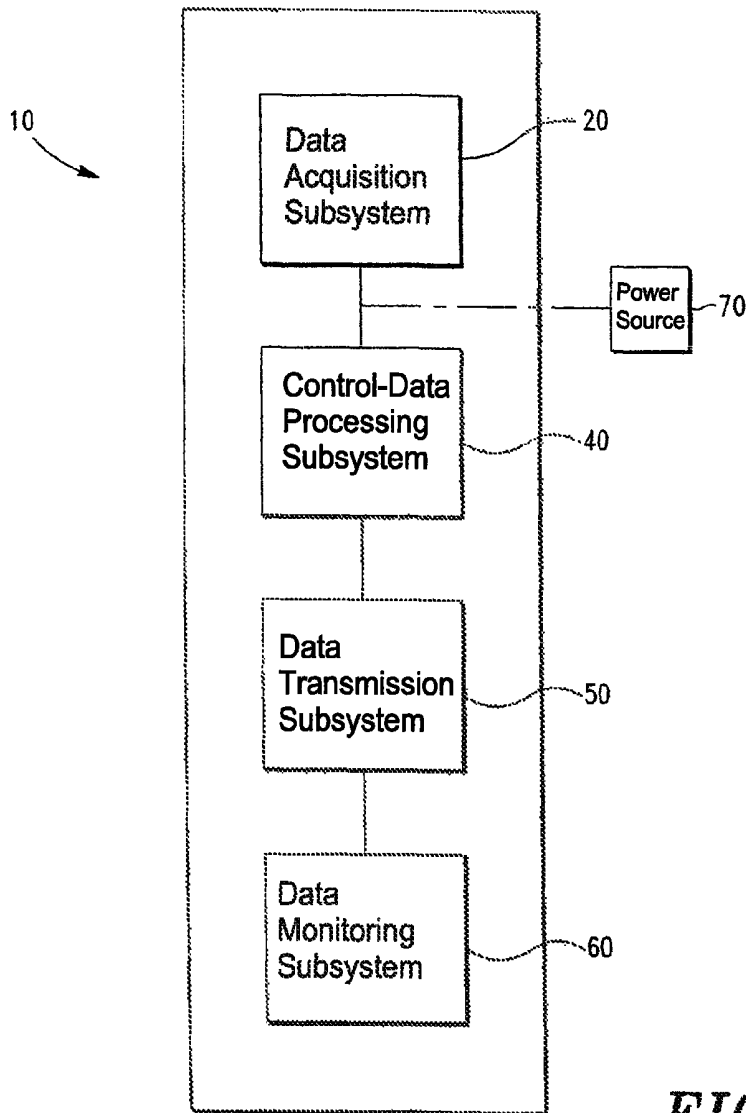 10
Data
Acquisition
Subsystem
20
Power
Source
70
Control-Data
Processing
Subsystem
40
Data
Transmission
Subsystem
50
Data
Monitoring
Subsystem
60